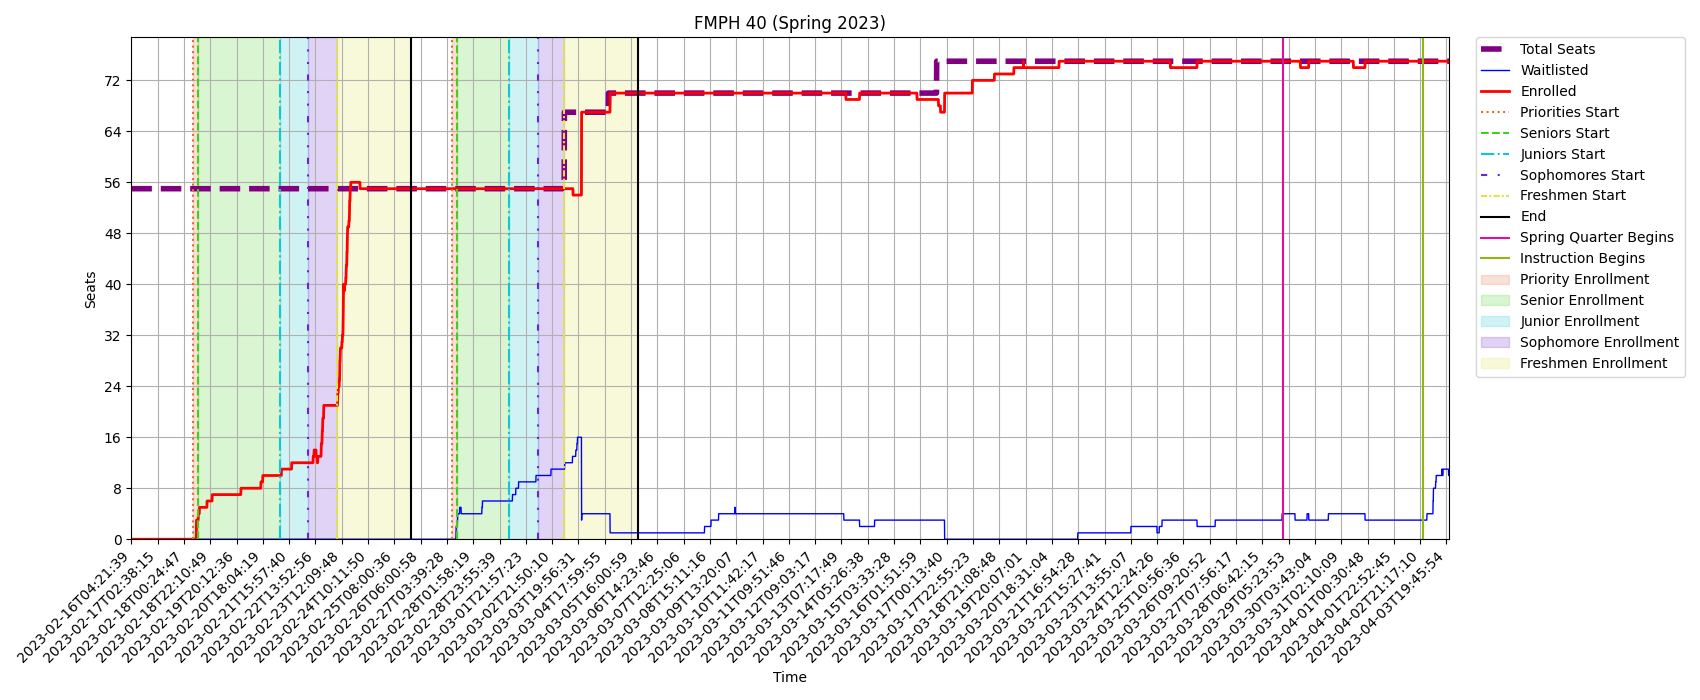 FMPH 40 (Spring 2023)
Seats
72
64
56
48
40
32
24
16
8
0
2023-02-16T04:21:39
2023-02-17T02:38:15
2023-02-18T00:24:47
2023-02-18T22:10:49
2023-02-19T20:12:36
2023-02-20T18:04:19
2023-02-21T15:57:40
2023-02-22T13:52:56
2023-02-23T12:09:48
2023-02-24T10:11:50
2023-02-25T08:00:36
2023-02-26T06:00:58
2023-02-27T03:39:28
2023-02-28T01:58:19
2023-02-28T23:55:39
2023-03-01T21:57:23
2023-03-02T21:50:10
2023-03-03T19:56:31
2023-03-04T17:59:55
2023-03-05T16:00:59
2023-03-06T14:23:46
2023-03-07T12:25:06
2023-03-08T15:11:16
2023-03-09T13:20:07
2023-03-10T11:42:17
2023-03-11T09:51:46
2023-03-12T09:03:17
2023-03-13T07:17:49
2023-03-14T05:26:38
2023-03-15T03:33:28
2023-03-16T01:51:59
2023-03-17T00:13:40
2023-03-17T22:55:23
2023-03-18T21:08:48
2023-03-19T20:07:01
2023-03-20T18:31:04
2023-03-21T16:54:28
2023-03-22T15:27:41
2023-03-23T13:55:07
2023-03-24T12:24:26
2023-03-25T10:56:36
2023-03-26T09:20:52
2023-03-27T07:56:17
2023-03-28T06:42:15
2023-03-29T05:23:53
2023-03-30T03:43:04
2023-03-31T02:10:09
2023-04-01T00:30:48
2023-04-01T22:52:45
2023-04-02T21:17:10
2023-04-03T19:45:54
Time
Total Seats
Waitlisted
Enrolled
Priorities Start
Seniors Start
Juniors Start
Sophomores Start
Freshmen Start
End
Spring Quarter Begins
Instruction Begins
Priority Enrollment
Senior Enrollment
Junior Enrollment
Sophomore Enrollment
Freshmen Enrollment